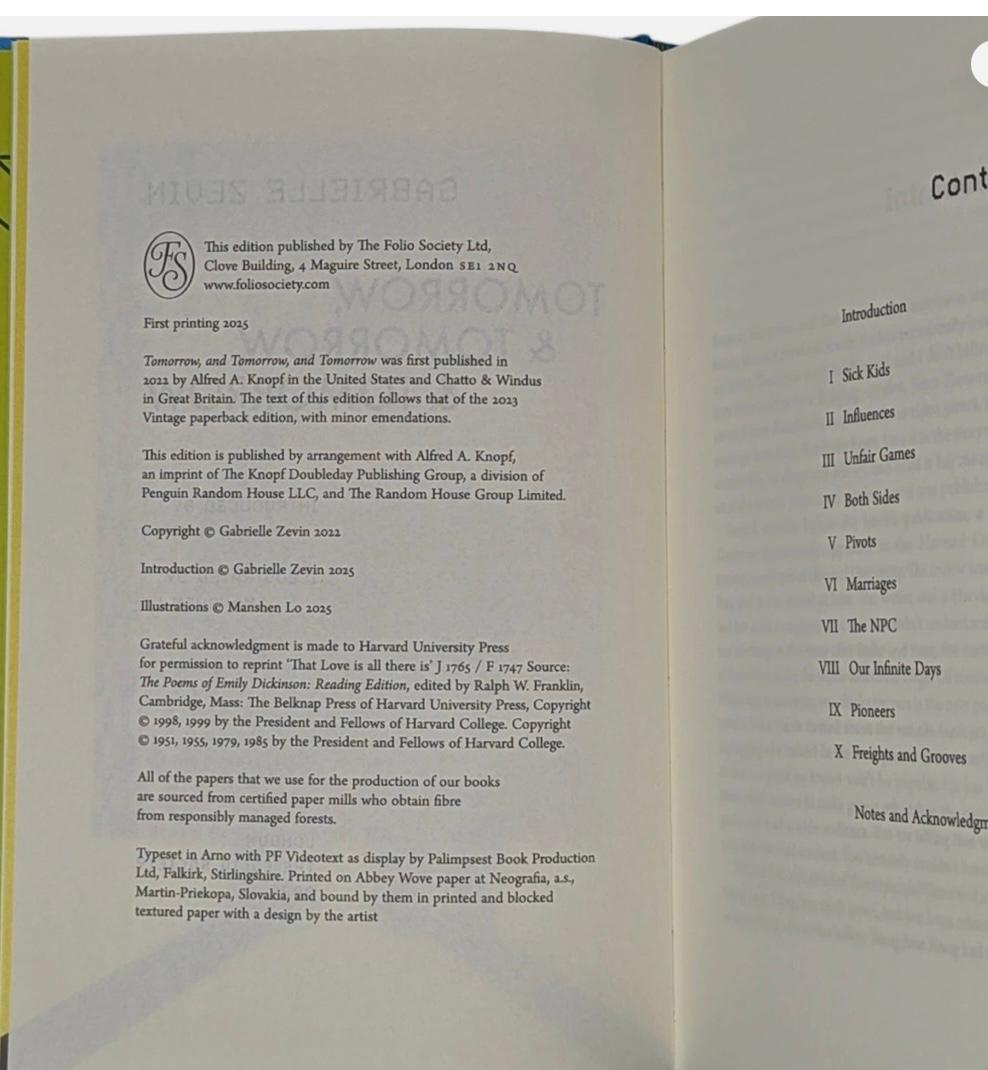 FS
This edition published by The Folio Society Ltd,
Clove Building, 4 Maguire Street, London SE1 2NQ
www.foliosociety.com
First printing 2025
Tomorrow, and Tomorrow, and Tomorrow was first published in
2022 by Alfred A. Knopf in the United States and Chatto & Windus
in Great Britain. The text of this edition follows that of the 2023
Vintage paperback edition, with minor emendations.
This edition is published by arrangement with Alfred A. Knopf,
an imprint of The Knopf Doubleday Publishing Group, a division of
Penguin Random House LLC, and The Random House Group Limited.
Copyright © Gabrielle Zevin 2022
Introduction © Gabrielle Zevin 2025
Illustrations © Manshen Lo 2025
Grateful acknowledgment is made to Harvard University Press
for permission to reprint 'That Love is all there is' J 1765 / F 1747 Source:
The Poems of Emily Dickinson: Reading Edition, edited by Ralph W. Franklin,
Cambridge, Mass: The Belknap Press of Harvard University Press, Copyright
© 1998, 1999 by the President and Fellows of Harvard College. Copyright
© 1951, 1955, 1979, 1985 by the President and Fellows of Harvard College.
All of the papers that we use for the production of our books
are sourced from certified paper mills who obtain fibre
from responsibly managed forests.
Typeset in Arno with PF Videotext as display by Palimpsest Book Production
Ltd, Falkirk, Stirlingshire. Printed on Abbey Wove paper at Neografia, a.s.,
Martin-Priekopa, Slovakia, and bound by them in printed and blocked
textured paper with a design by the artist
GABRIELLE ZEVIN
TOMORROW,
& TOMORROW
Cont
Introduction
I Sick Kids
II Influences
III Unfair Games
IV Both Sides
V Pivots
VI Marriages
VII The NPC
VIII Our Infinite Days
IX Pioneers
X Freights and Grooves
Notes and Acknowledgm